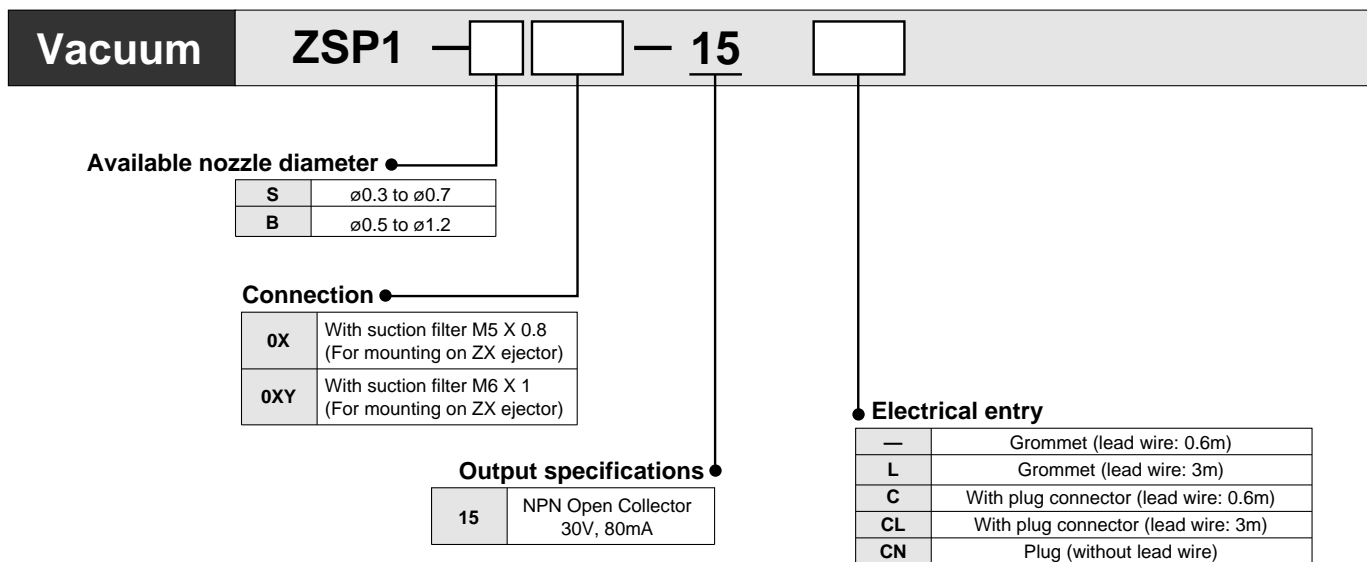 Vacuum ZSP1 — — 15
Available nozzle diameter
S ø0.3 to ø0.7
B ø0.5 to ø1.2
Connection
0X With suction filter M5 X 0.8
(For mounting on ZX ejector)
0XY With suction filter M6 X 1
(For mounting on ZX ejector)
Output specifications
15 NPN Open Collector
30V, 80mA
Electrical entry
— Grommet (lead wire: 0.6m)
L Grommet (lead wire: 3m)
C With plug connector (lead wire: 0.6m)
CL With plug connector (lead wire: 3m)
CN Plug (without lead wire)